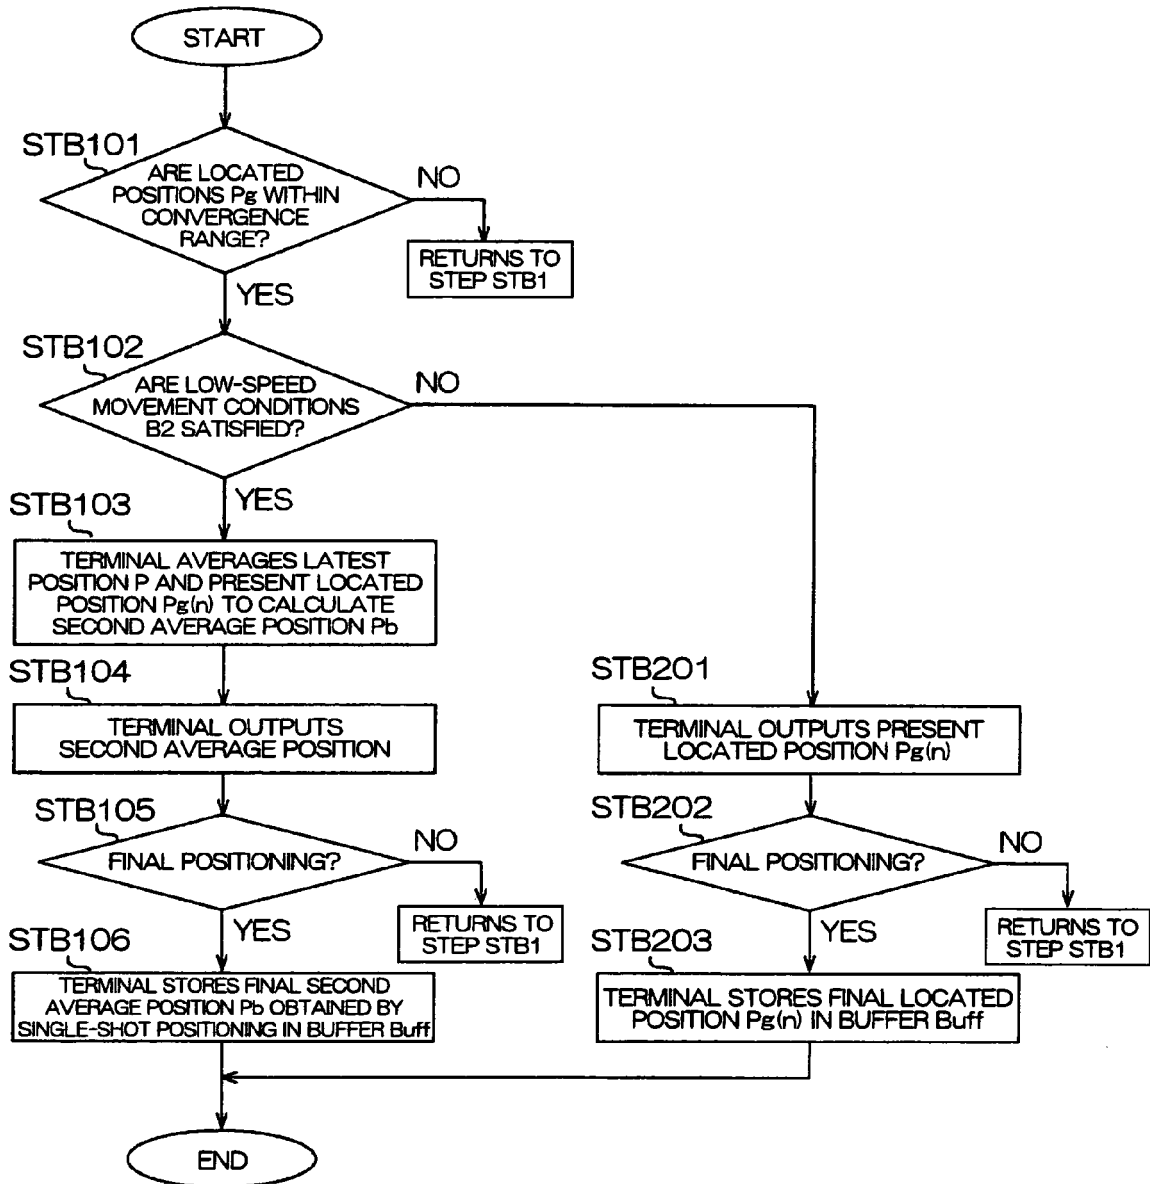 START
STB101
ARE LOCATED
POSITIONS Pg WITHIN
CONVERGENCE
RANGE?
NO
RETURNS TO
STEP STB1
YES
STB102
ARE LOW-SPEED
MOVEMENT CONDITIONS
B2 SATISFIED?
NO
YES
STB103
TERMINAL AVERAGES LATEST
POSITION P AND PRESENT LOCATED
POSITION Pg(n) TO CALCULATE
SECOND AVERAGE POSITION Pb
STB104
TERMINAL OUTPUTS
SECOND AVERAGE POSITION
STB105
FINAL POSITIONING?
NO
RETURNS TO
STEP STB1
YES
STB106
TERMINAL STORES FINAL SECOND
AVERAGE POSITION Pb OBTAINED BY
SINGLE-SHOT POSITIONING IN BUFFER Buff
STB201
TERMINAL OUTPUTS PRESENT
LOCATED POSITION Pg(n)
STB202
FINAL POSITIONING?
NO
RETURNS TO
STEP STB1
YES
STB203
TERMINAL STORES FINAL LOCATED
POSITION Pg(n) IN BUFFER Buff
END